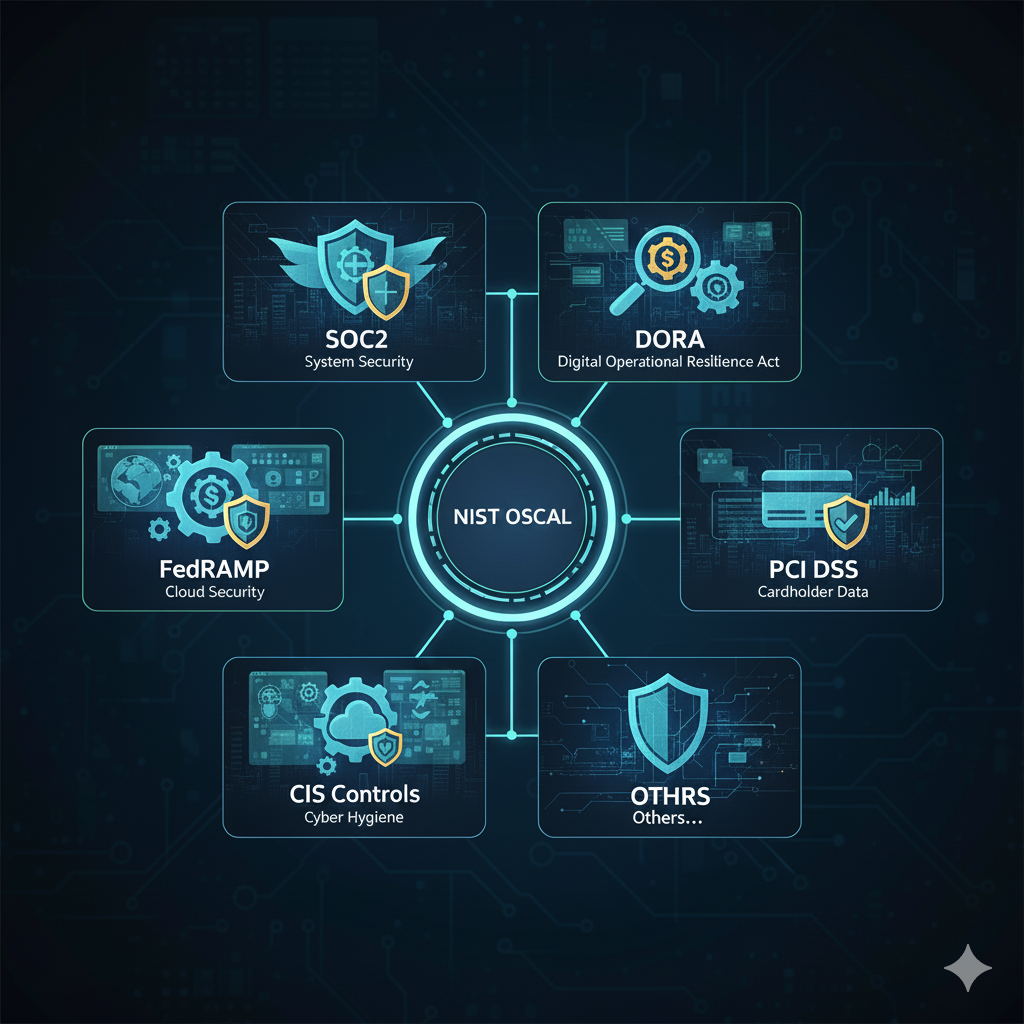 SOC2
System Security
DORA
Digital Operational Resilience Act
FedRAMP
Cloud Security
NIST OSCAL
PCI DSS
Cardholder Data
CIS Controls
Cyber Hygiene
OTHRS
Others...